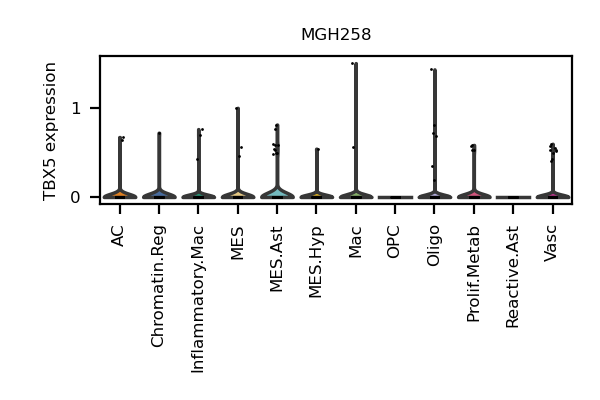 MGH258
TBX5 expression
1
0
AC
Chromatin.Reg
Inflammatory.Mac
MES
MES.Ast
MES.Hyp
Mac
OPC
Oligo
Prolif.Metab
Reactive.Ast
Vasc